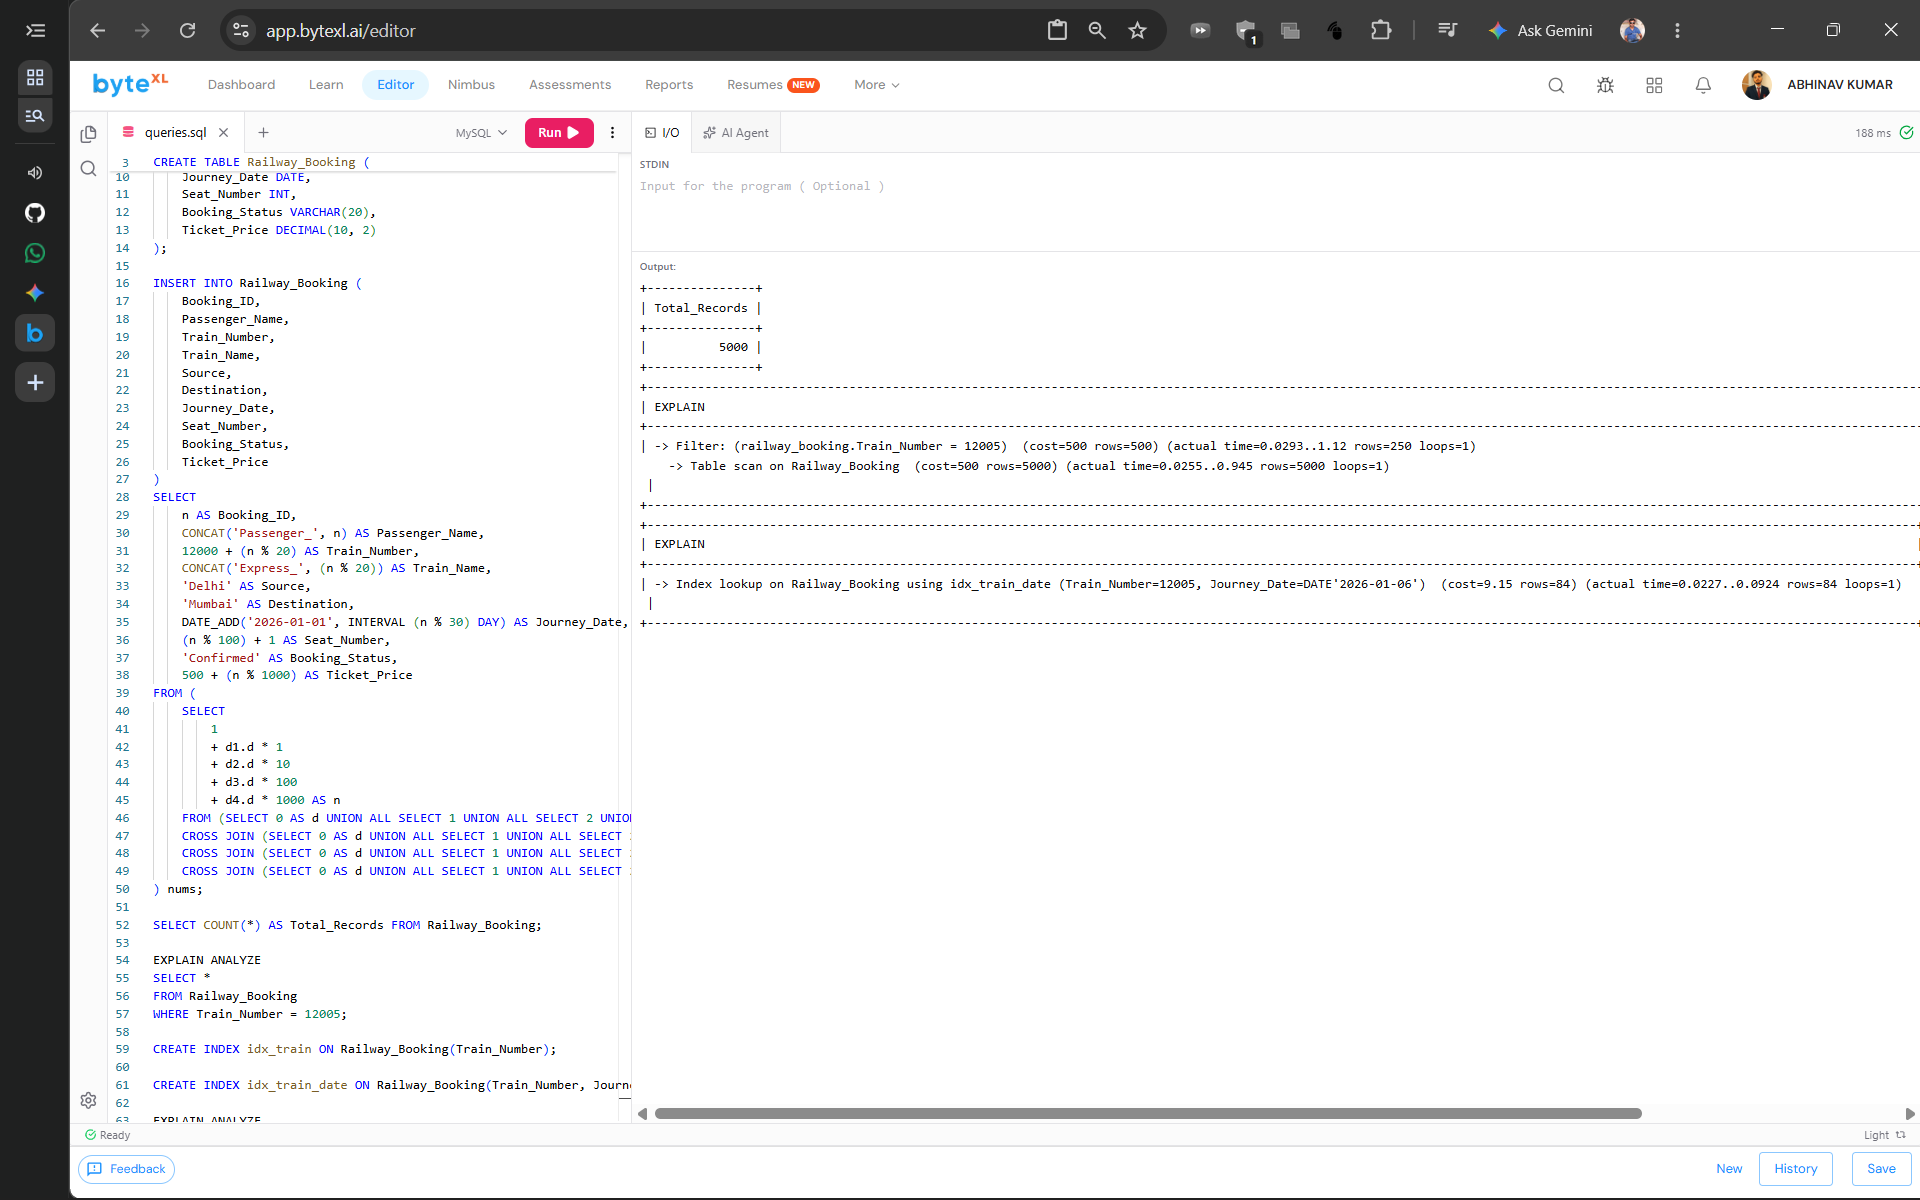 app.bytexl.ai/editor
1
Ask Gemini
byteXL
Dashboard
Learn
Editor
Nimbus
Assessments
Reports
Resumes NEW
More
ABHINAV KUMAR
queries.sql
MySQL
Run
I/O
AI Agent
188 ms
3 CREATE TABLE Railway_Booking (
10 Journey_Date DATE,
11 Seat_Number INT,
12 Booking_Status VARCHAR(20),
13 Ticket_Price DECIMAL(10, 2)
14 );
15
16 INSERT INTO Railway_Booking (
17 Booking_ID,
18 Passenger_Name,
19 Train_Number,
20 Train_Name,
21 Source,
22 Destination,
23 Journey_Date,
24 Seat_Number,
25 Booking_Status,
26 Ticket_Price
27 )
28 SELECT
29 n AS Booking_ID,
30 CONCAT('Passenger_', n) AS Passenger_Name,
31 12000 + (n % 20) AS Train_Number,
32 CONCAT('Express_', (n % 20)) AS Train_Name,
33 'Delhi' AS Source,
34 'Mumbai' AS Destination,
35 DATE_ADD('2026-01-01', INTERVAL (n % 30) DAY) AS Journey_Date,
36 (n % 100) + 1 AS Seat_Number,
37 'Confirmed' AS Booking_Status,
38 500 + (n % 1000) AS Ticket_Price
39 FROM (
40 SELECT
41 1
42 + d1.d * 1
43 + d2.d * 10
44 + d3.d * 100
45 + d4.d * 1000 AS n
46 FROM (SELECT 0 AS d UNION ALL SELECT 1 UNION ALL SELECT 2 UNIO
47 CROSS JOIN (SELECT 0 AS d UNION ALL SELECT 1 UNION ALL SELECT
48 CROSS JOIN (SELECT 0 AS d UNION ALL SELECT 1 UNION ALL SELECT
49 CROSS JOIN (SELECT 0 AS d UNION ALL SELECT 1 UNION ALL SELECT
50 ) nums;
51
52 SELECT COUNT(*) AS Total_Records FROM Railway_Booking;
53
54 EXPLAIN ANALYZE
55 SELECT *
56 FROM Railway_Booking
57 WHERE Train_Number = 12005;
58
59 CREATE INDEX idx_train ON Railway_Booking(Train_Number);
60
61 CREATE INDEX idx_train_date ON Railway_Booking(Train_Number, Journ
62
63 EXPLAIN ANALYZE
STDIN
Input for the program ( Optional )
Output:
+---------------+
| Total_Records |
+---------------+
| 5000 |
+---------------+
| EXPLAIN
| -> Filter: (railway_booking.Train_Number = 12005) (cost=500 rows=500) (actual time=0.0293..1.12 rows=250 loops=1)
-> Table scan on Railway_Booking (cost=500 rows=5000) (actual time=0.0255..0.945 rows=5000 loops=1)
|
| EXPLAIN
| -> Index lookup on Railway_Booking using idx_train_date (Train_Number=12005, Journey_Date=DATE'2026-01-06') (cost=9.15 rows=84) (actual time=0.0227..0.0924 rows=84 loops=1)
|
Ready
Light
Feedback
New
History
Save